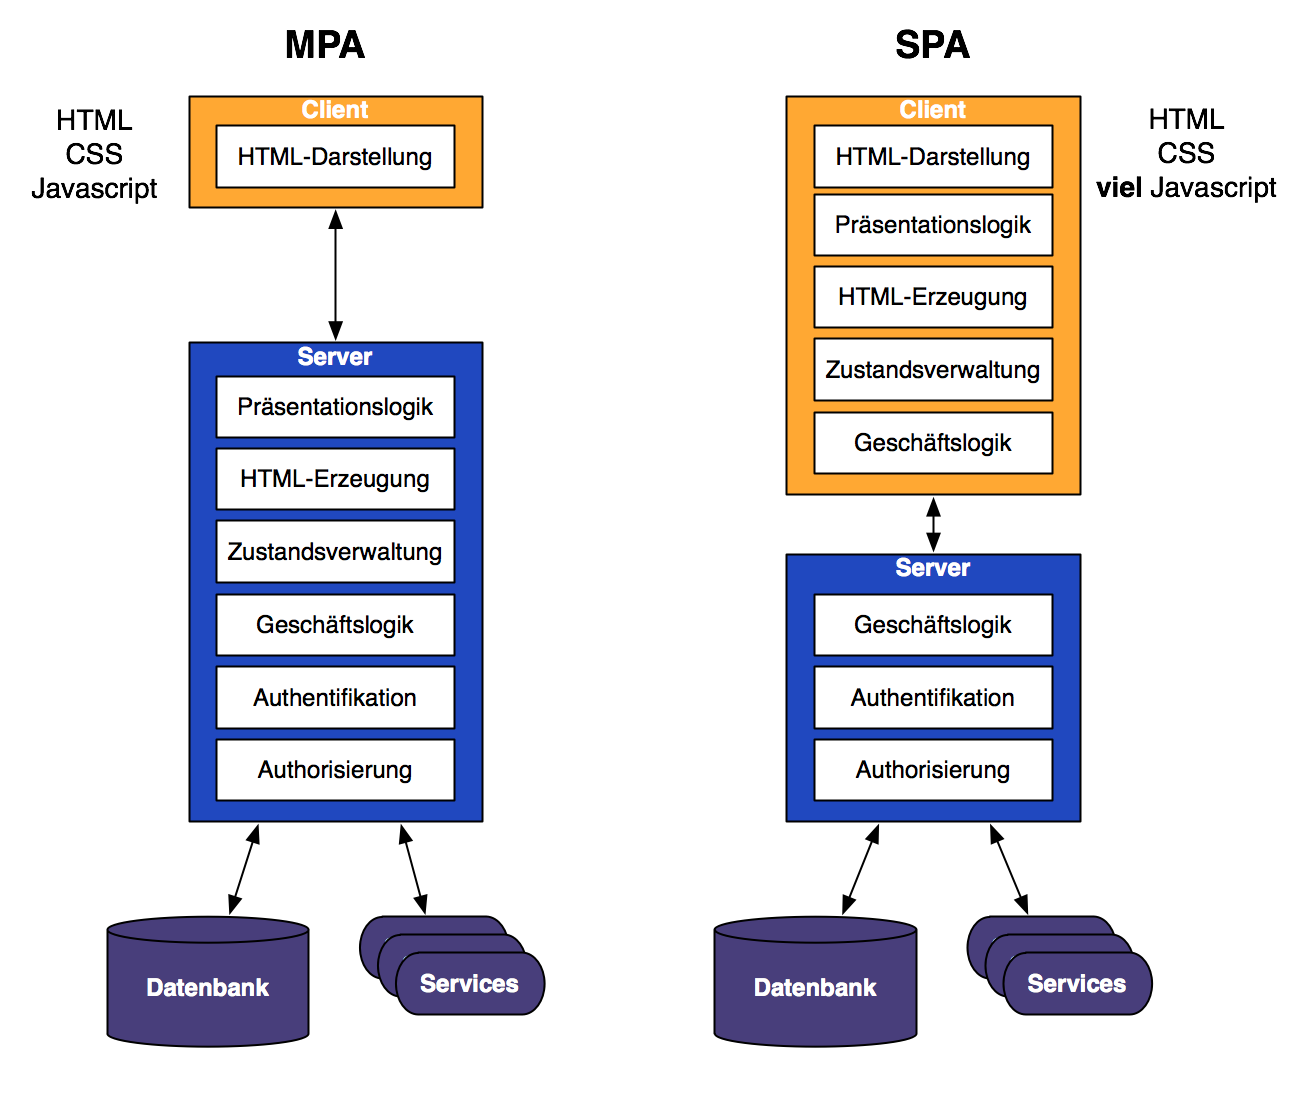 MPA
HTML
CSS
Javascript
Client
HTML-Darstellung
Server
Präsentationslogik
HTML-Erzeugung
Zustandsverwaltung
Geschäftslogik
Authentifikation
Authorisierung
Datenbank
Services
SPA
Client
HTML-Darstellung
Präsentationslogik
HTML-Erzeugung
Zustandsverwaltung
Geschäftslogik
HTML
CSS
viel Javascript
Server
Geschäftslogik
Authentifikation
Authorisierung
Datenbank
Services